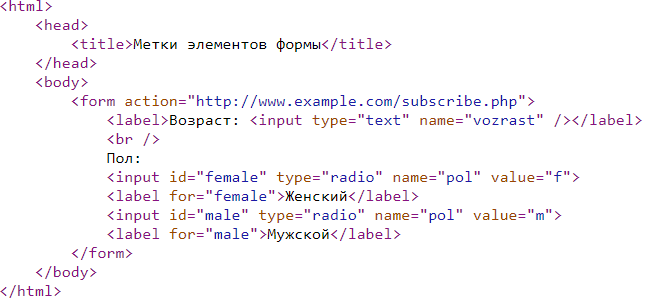 <html>
<head>
<title>Метки элементов формы</title>
</head>
<body>
<form action="http://www.example.com/subscribe.php">
<label>Возраст: <input type="text" name="vozrast" /></label>
<br />
Пол:
<input id="female" type="radio" name="pol" value="f">
<label for="female">Женский</label>
<input id="male" type="radio" name="pol" value="m">
<label for="male">Мужской</label>
</form>
</body>
</html>